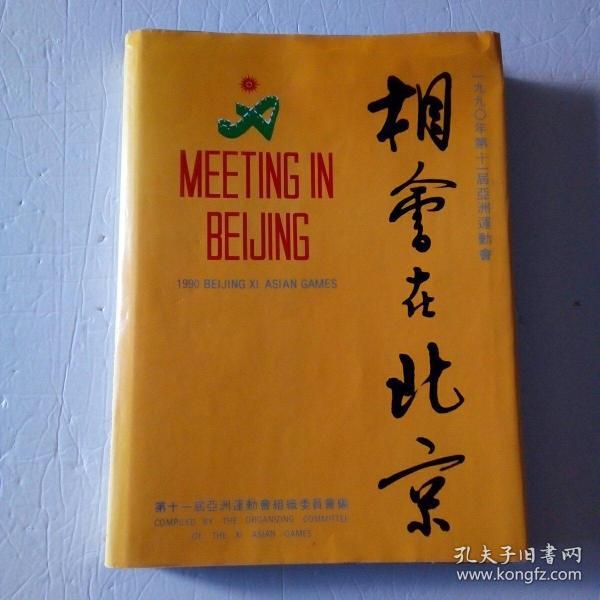 MEETING IN
BEIJING
1990 BEIJING XI ASIAN GAMES
一九九〇年第十一届亞洲運動會
相會在北京
第十一届亞洲運動會組織委員會編
COMPILED BY THE ORGANIZING COMMITTEE
OF THE XI ASIAN GAMES
孔夫子旧书网
www.kongfz.com